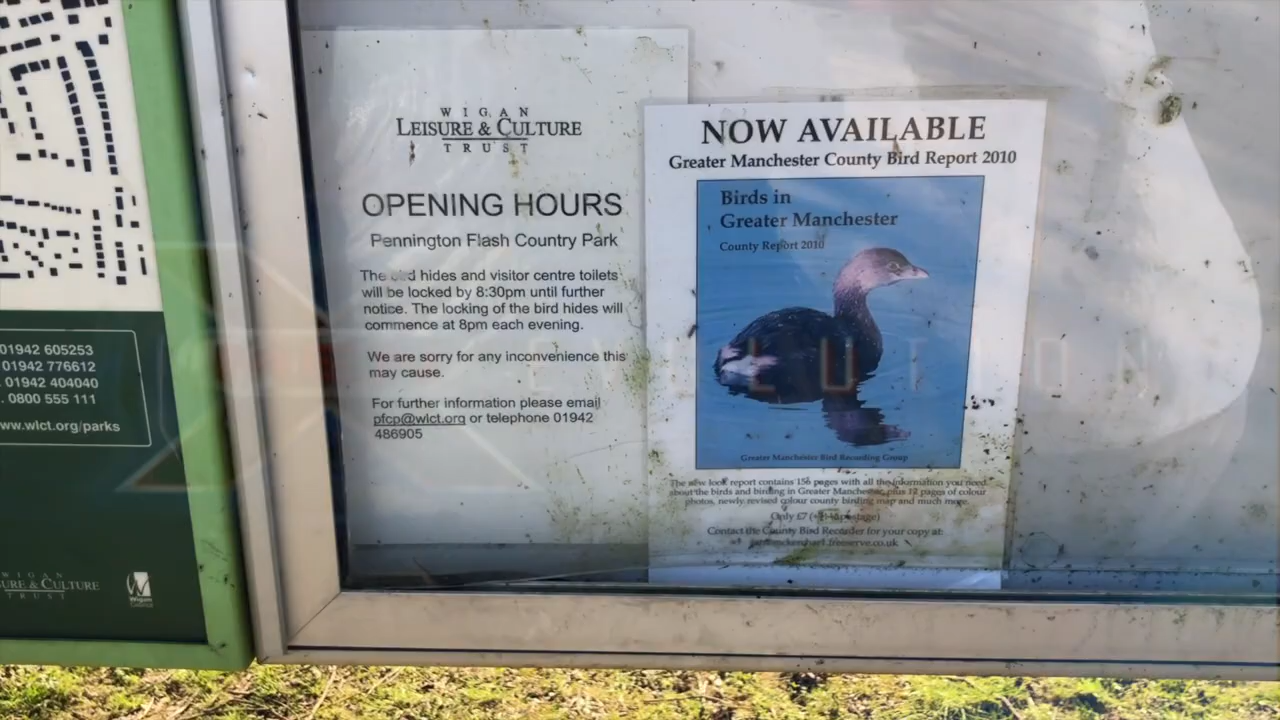 01942 605253
01942 776612
01942 404040
0800 555 111
ww.wlct.org/parks
WIGAN
SURE & CULTURE
TRUST
Wigan
WIGAN
LEISURE & CULTURE
TRUST
OPENING HOURS
Pennington Flash Country Park
The bird hides and visitor centre toilets
will be locked by 8:30pm until further
notice. The locking of the bird hides will
commence at 8pm each evening.
We are sorry for any inconvenience this
may cause.
For further information please email
pfcp@wlct.org or telephone 01942
486905
NOW AVAILABLE
Greater Manchester County Bird Report 2010
Birds in
Greater Manchester
County Report 2010
Greater Manchester Bird Recording Group
The new look report contains 156 pages with all the information you need
about the birds and birding in Greater Manchester, plus 12 pages of colour
photos, newly revised colour county birding map and much more.
Only £7 postage)
Contact the County Bird Recorder for your copy at:
EVOLUTION